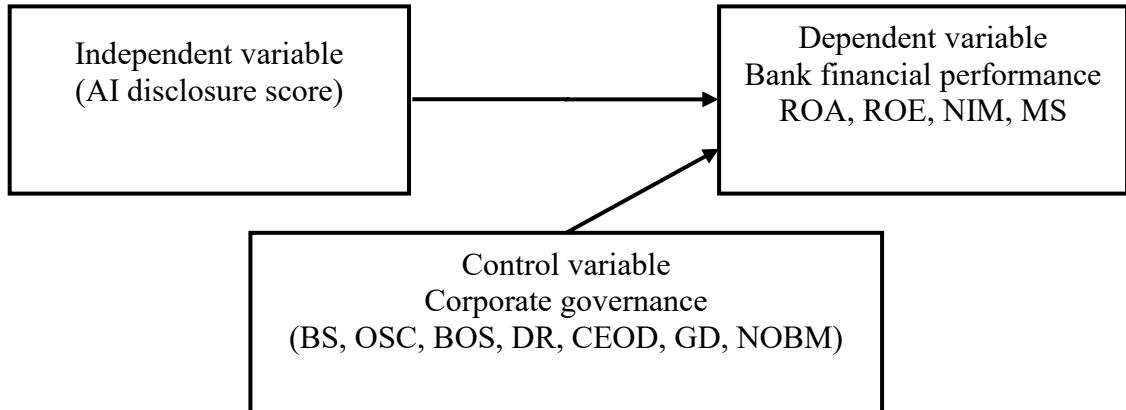 Independent variable
(AI disclosure score)
Dependent variable
Bank financial performance
ROA, ROE, NIM, MS
Control variable
Corporate governance
(BS, OSC, BOS, DR, CEOD, GD, NOBM)